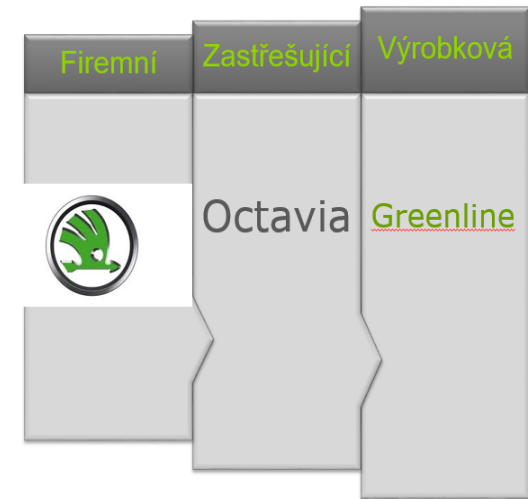 Firemní
Zastřešující
Výrobková
Octavia
Greenline